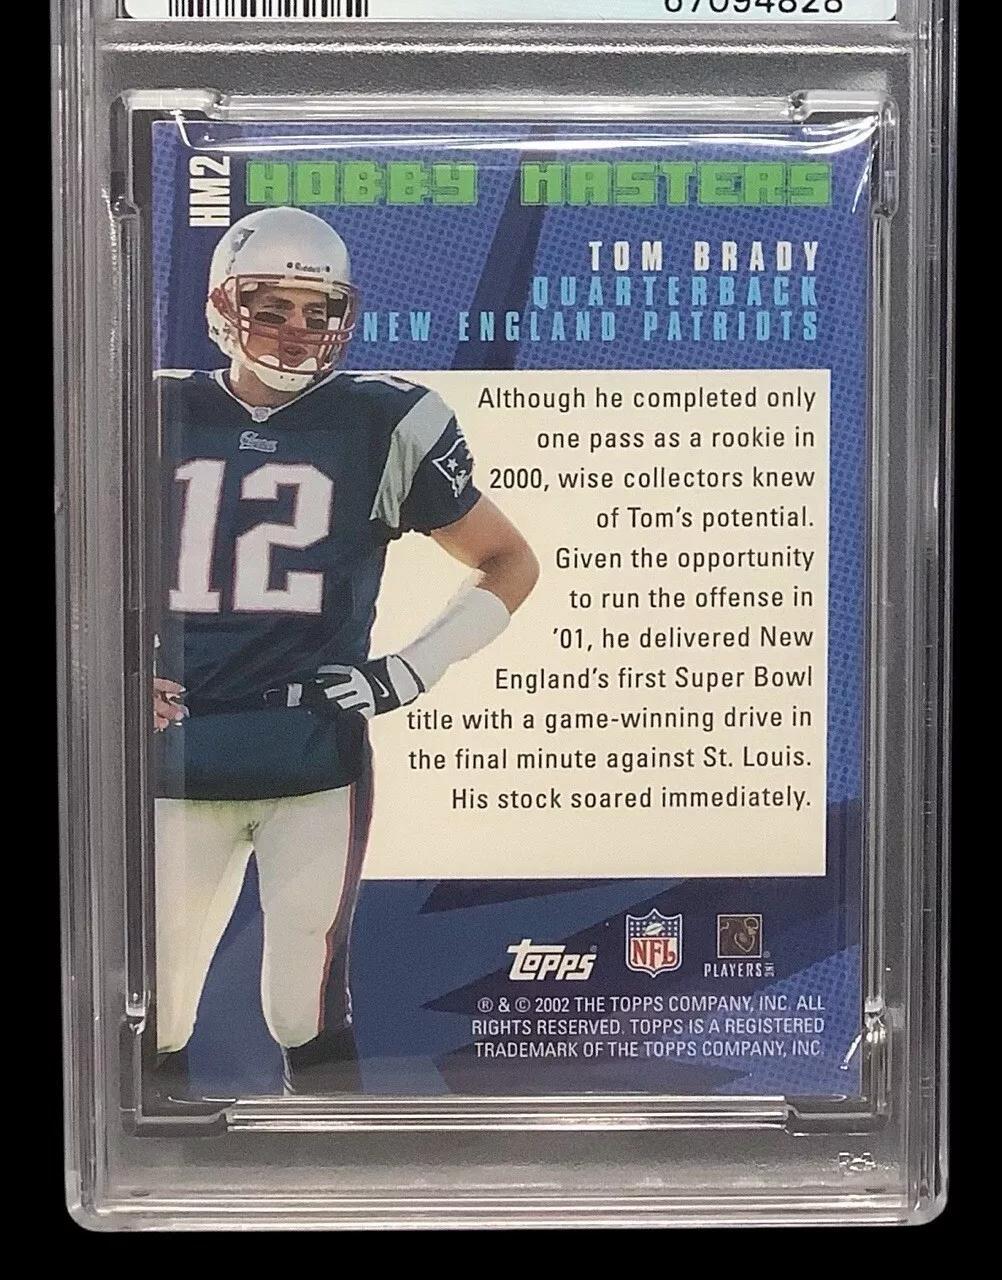 67094828
HM2
HOBBY MASTERS
TOM BRADY
QUARTERBACK
NEW ENGLAND PATRIOTS
Riddell
12
Although he completed only
one pass as a rookie in
2000, wise collectors knew
of Tom's potential.
Given the opportunity
to run the offense in
'01, he delivered New
England's first Super Bowl
title with a game-winning drive in
the final minute against St. Louis.
His stock soared immediately.
TOPPS
NFL
PLAYERS INC
® & © 2002 THE TOPPS COMPANY, INC. ALL
RIGHTS RESERVED. TOPPS IS A REGISTERED
TRADEMARK OF THE TOPPS COMPANY, INC.